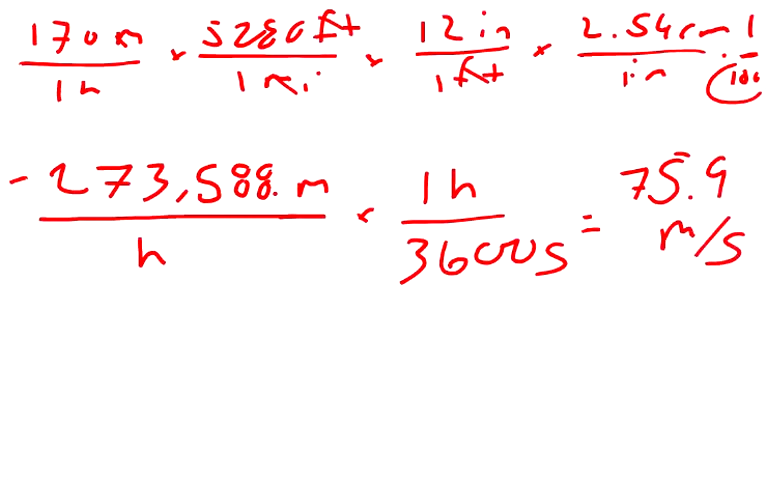 170 m / 1 h × 5280 ft / 1 mi × 12 in / 1 ft × 2.54 cm / in · 1 / 100
- 273,588. m / h × 1 h / 3600 s = 75.9 m/s